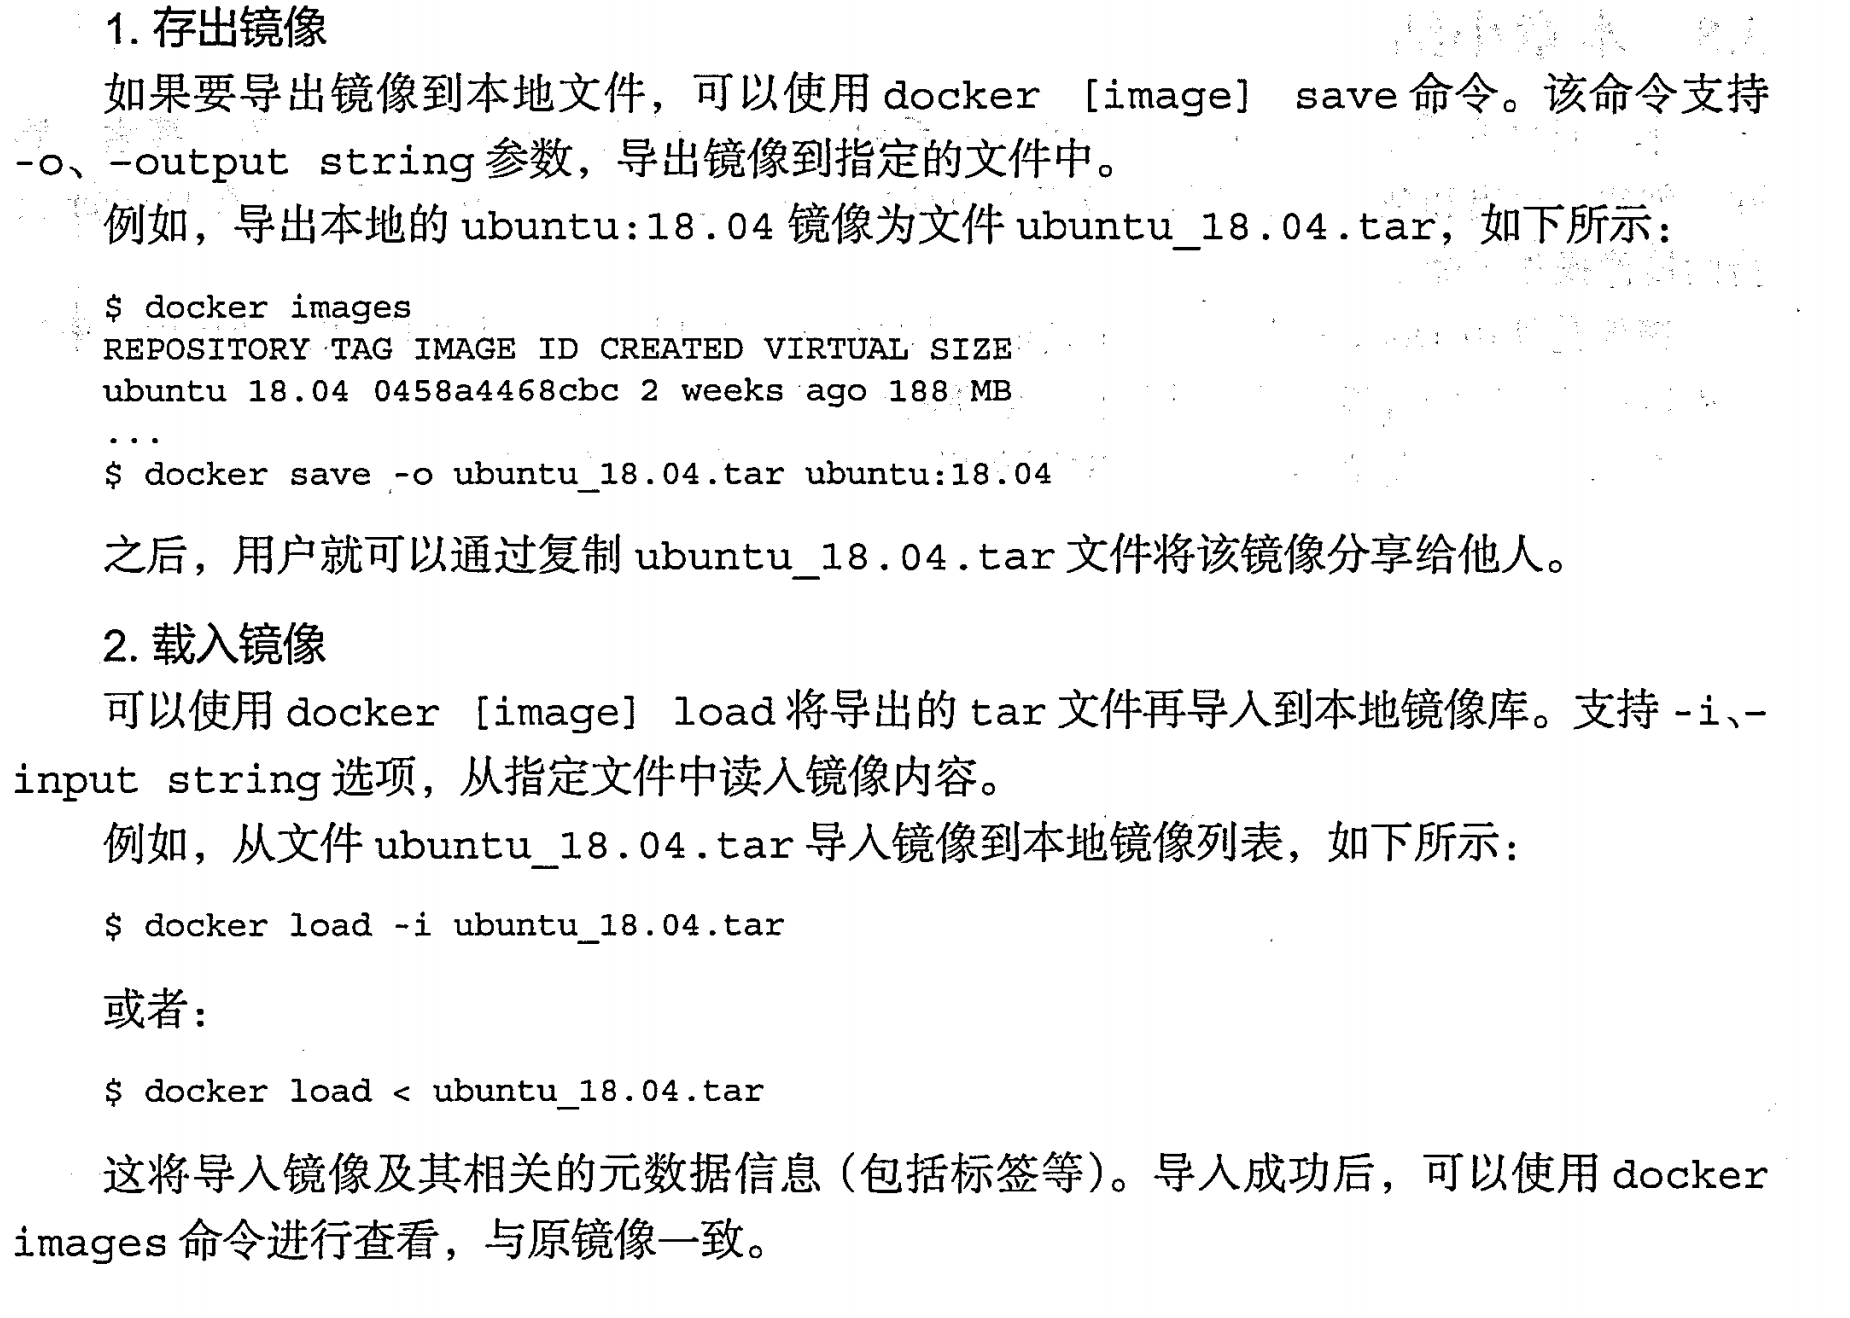 1. 存出镜像
如果要导出镜像到本地文件，可以使用 docker [image] save 命令。该命令支持
-o、-output string 参数，导出镜像到指定的文件中。
例如，导出本地的 ubuntu:18.04 镜像为文件 ubuntu_18.04.tar，如下所示：
$ docker images
REPOSITORY TAG IMAGE ID CREATED VIRTUAL SIZE
ubuntu 18.04 0458a4468cbc 2 weeks ago 188 MB
...
$ docker save -o ubuntu_18.04.tar ubuntu:18.04
之后，用户就可以通过复制 ubuntu_18.04.tar 文件将该镜像分享给他人。
2. 载入镜像
可以使用 docker [image] load 将导出的 tar 文件再导入到本地镜像库。支持 -i、-
input string 选项，从指定文件中读入镜像内容。
例如，从文件 ubuntu_18.04.tar 导入镜像到本地镜像列表，如下所示：
$ docker load -i ubuntu_18.04.tar
或者：
$ docker load < ubuntu_18.04.tar
这将导入镜像及其相关的元数据信息（包括标签等）。导入成功后，可以使用 docker
images 命令进行查看，与原镜像一致。